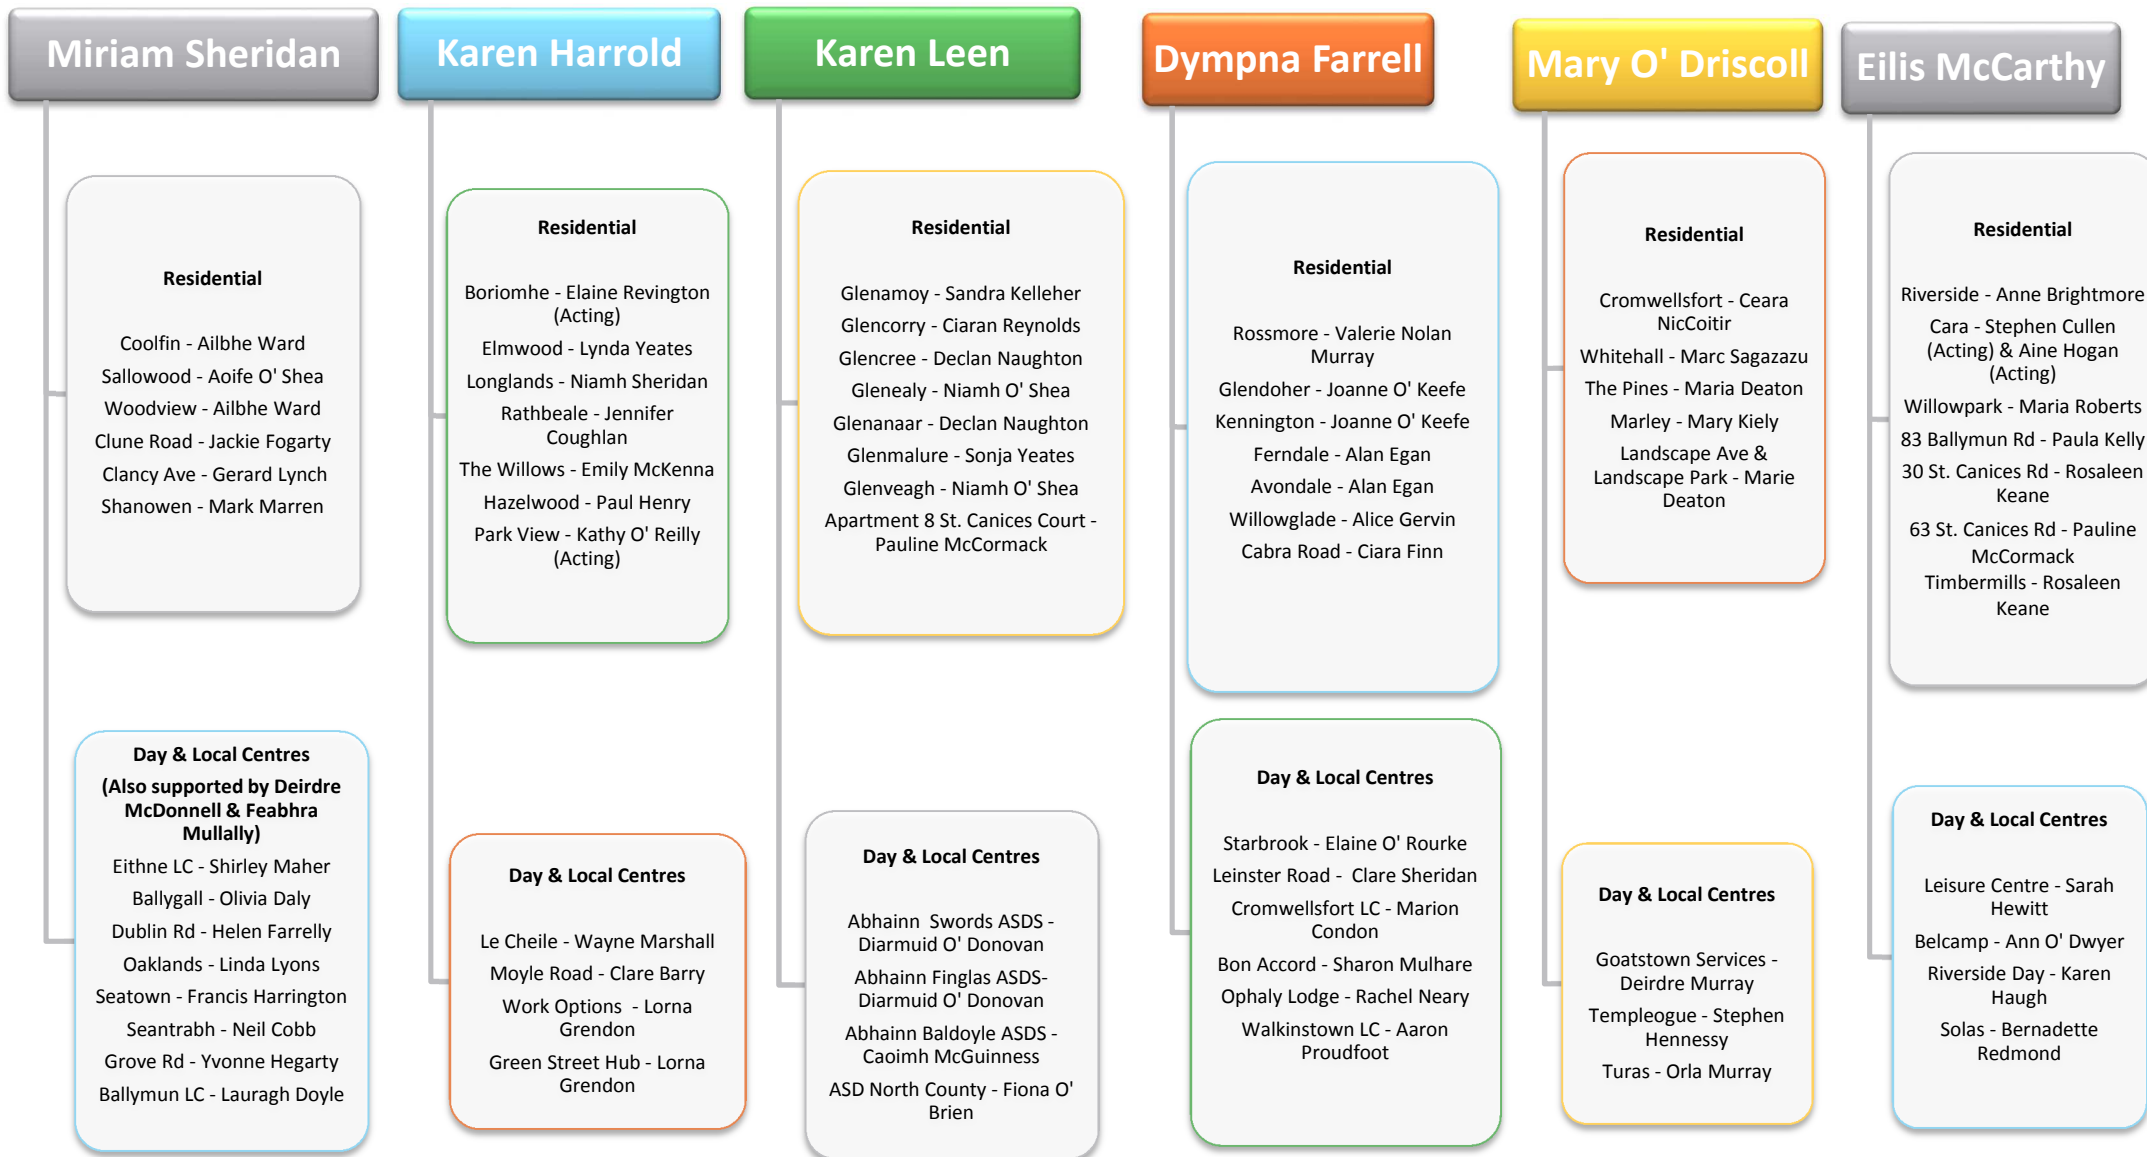 Miriam Sheridan
Residential
Coolfin - Ailbhe Ward
Sallowood - Aoife O' Shea
Woodview - Ailbhe Ward
Clune Road - Jackie Fogarty
Clancy Ave - Gerard Lynch
Shanowen - Mark Marren
Day & Local Centres
(Also supported by Deirdre
McDonnell & Feabhra
Mullally)
Eithne LC - Shirley Maher
Ballygall - Olivia Daly
Dublin Rd - Helen Farrelly
Oaklands - Linda Lyons
Seatown - Francis Harrington
Seantrabh - Neil Cobb
Grove Rd - Yvonne Hegarty
Ballymun LC - Lauragh Doyle
Karen Harrold
Residential
Boriomhe - Elaine Revington
(Acting)
Elmwood - Lynda Yeates
Longlands - Niamh Sheridan
Rathbeale - Jennifer
Coughlan
The Willows - Emily McKenna
Hazelwood - Paul Henry
Park View - Kathy O' Reilly
(Acting)
Day & Local Centres
Le Cheile - Wayne Marshall
Moyle Road - Clare Barry
Work Options  - Lorna
Grendon
Green Street Hub - Lorna
Grendon
Karen Leen
Residential
Glenamoy - Sandra Kelleher
Glencorry - Ciaran Reynolds
Glencree - Declan Naughton
Glenealy - Niamh O' Shea
Glenanaar - Declan Naughton
Glenmalure - Sonja Yeates
Glenveagh - Niamh O' Shea
Apartment 8 St. Canices Court -
Pauline McCormack
Day & Local Centres
Abhainn  Swords ASDS -
Diarmuid O' Donovan
Abhainn Finglas ASDS-
Diarmuid O' Donovan
Abhainn Baldoyle ASDS -
Caoimh McGuinness
ASD North County - Fiona O'
Brien
Dympna Farrell
Residential
Rossmore - Valerie Nolan
Murray
Glendoher - Joanne O' Keefe
Kennington - Joanne O' Keefe
Ferndale - Alan Egan
Avondale - Alan Egan
Willowglade - Alice Gervin
Cabra Road - Ciara Finn
Day & Local Centres
Starbrook - Elaine O' Rourke
Leinster Road -  Clare Sheridan
Cromwellsfort LC - Marion
Condon
Bon Accord - Sharon Mulhare
Ophaly Lodge - Rachel Neary
Walkinstown LC - Aaron
Proudfoot
Mary O' Driscoll
Residential
Cromwellsfort - Ceara
NicCoitir
Whitehall - Marc Sagazazu
The Pines - Maria Deaton
Marley - Mary Kiely
Landscape Ave &
Landscape Park - Marie
Deaton
Day & Local Centres
Goatstown Services -
Deirdre Murray
Templeogue - Stephen
Hennessy
Turas - Orla Murray
Eilis McCarthy
Residential
Riverside - Anne Brightmore
Cara - Stephen Cullen
(Acting) & Aine Hogan
(Acting)
Willowpark - Maria Roberts
83 Ballymun Rd - Paula Kelly
30 St. Canices Rd - Rosaleen
Keane
63 St. Canices Rd - Pauline
McCormack
Timbermills - Rosaleen
Keane
Day & Local Centres
Leisure Centre - Sarah
Hewitt
Belcamp - Ann O' Dwyer
Riverside Day - Karen
Haugh
Solas - Bernadette
Redmond